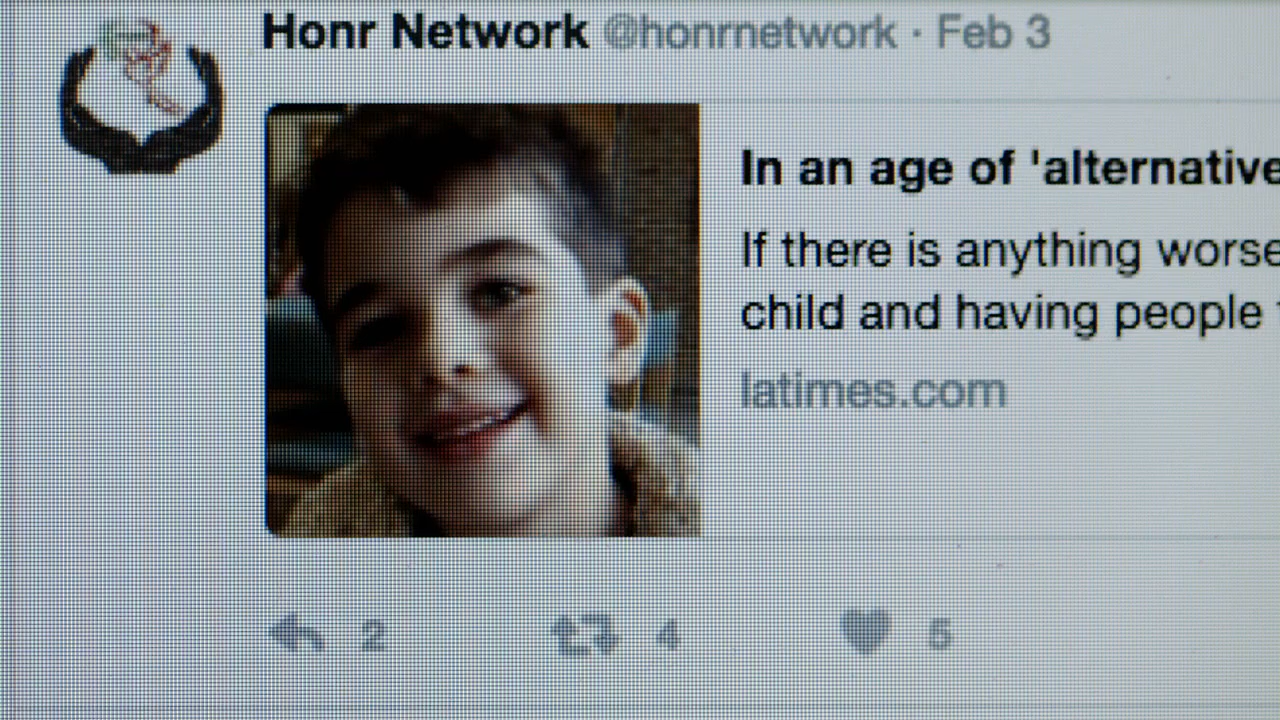 Honr Network @honrnetwork · Feb 3
In an age of 'alternative
If there is anything worse
child and having people
latimes.com
2 4 5